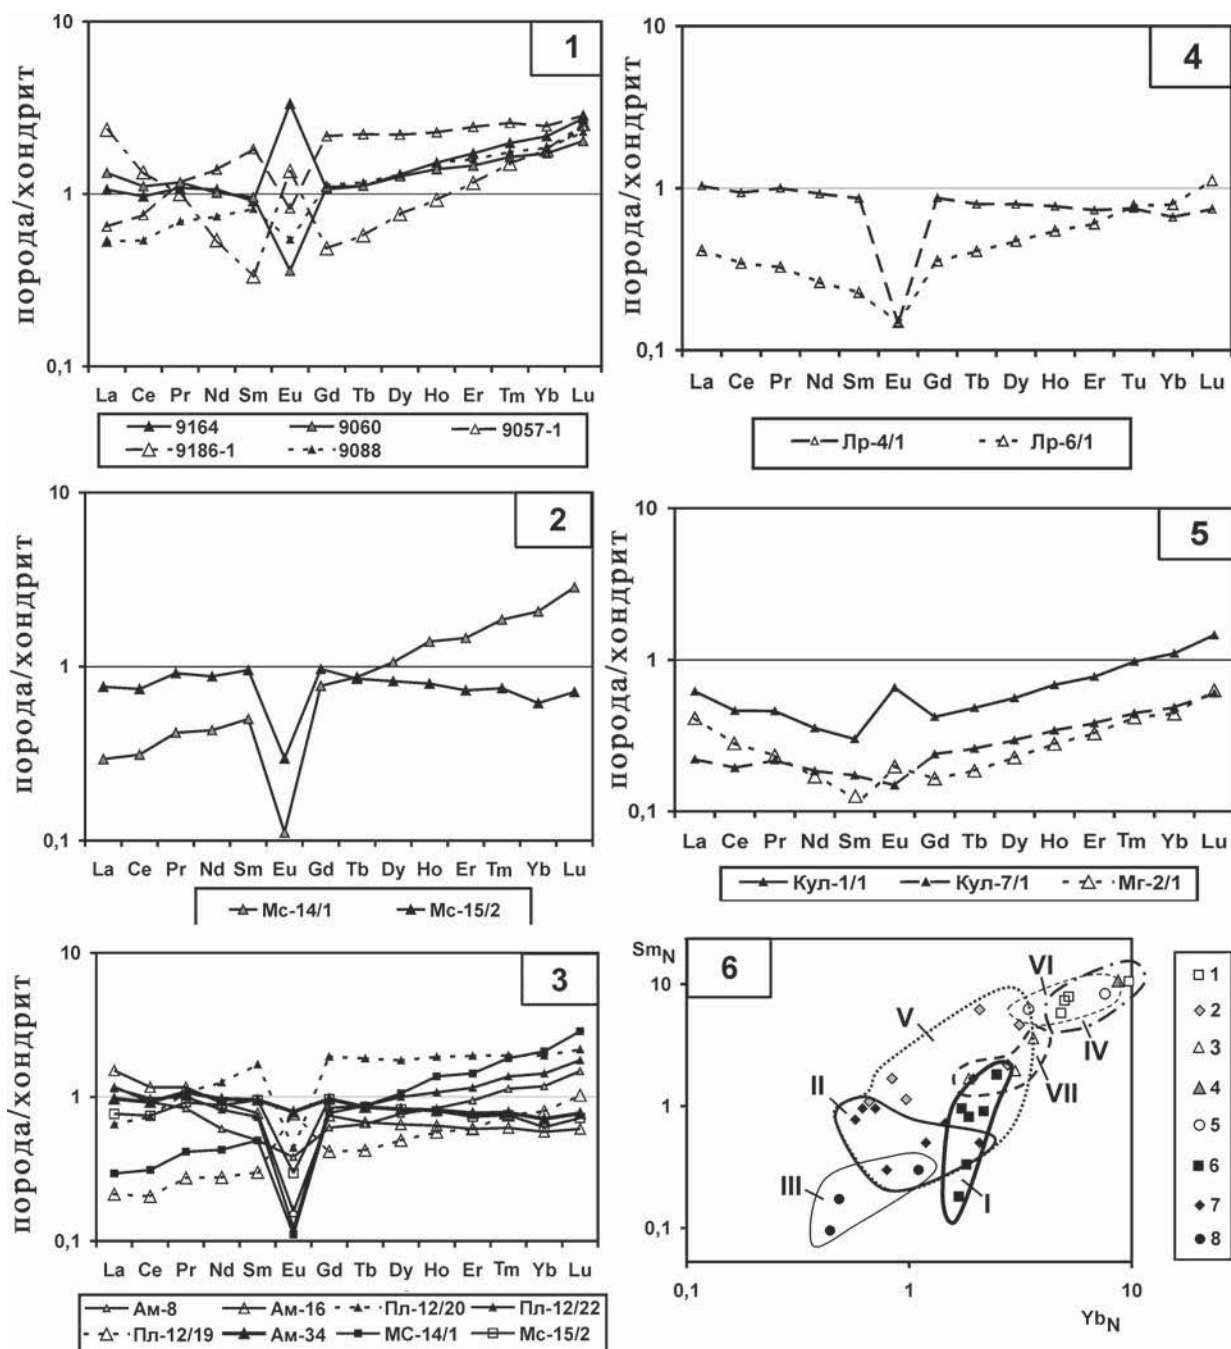 1
порода/хондрит
10
1
0,1
La Ce Pr Nd Sm Eu Gd Tb Dy Ho Er Tm Yb Lu
9164 9060 9057-1
9186-1 9088
4
порода/хондрит
10
1
0,1
La Ce Pr Nd Sm Eu Gd Tb Dy Ho Er Tu Yb Lu
Лр-4/1 Лр-6/1
2
порода/хондрит
10
1
0,1
La Ce Pr Nd Sm Eu Gd Tb Dy Ho Er Tm Yb Lu
Мс-14/1 Мс-15/2
5
порода/хондрит
10
1
0,1
La Ce Pr Nd Sm Eu Gd Tb Dy Ho Er Tm Yb Lu
Кул-1/1 Кул-7/1 Мг-2/1
3
порода/хондрит
10
1
0,1
La Ce Pr Nd Sm Eu Gd Tb Dy Ho Er Tm Yb Lu
Ам-8 Ам-16 Пл-12/20 Пл-12/22
Пл-12/19 Ам-34 МС-14/1 Мс-15/2
6
SmN
10
1
0,1
V
VI
IV
VII
II
III
I
0,1 1 10
YbN
1
2
3
4
5
6
7
8